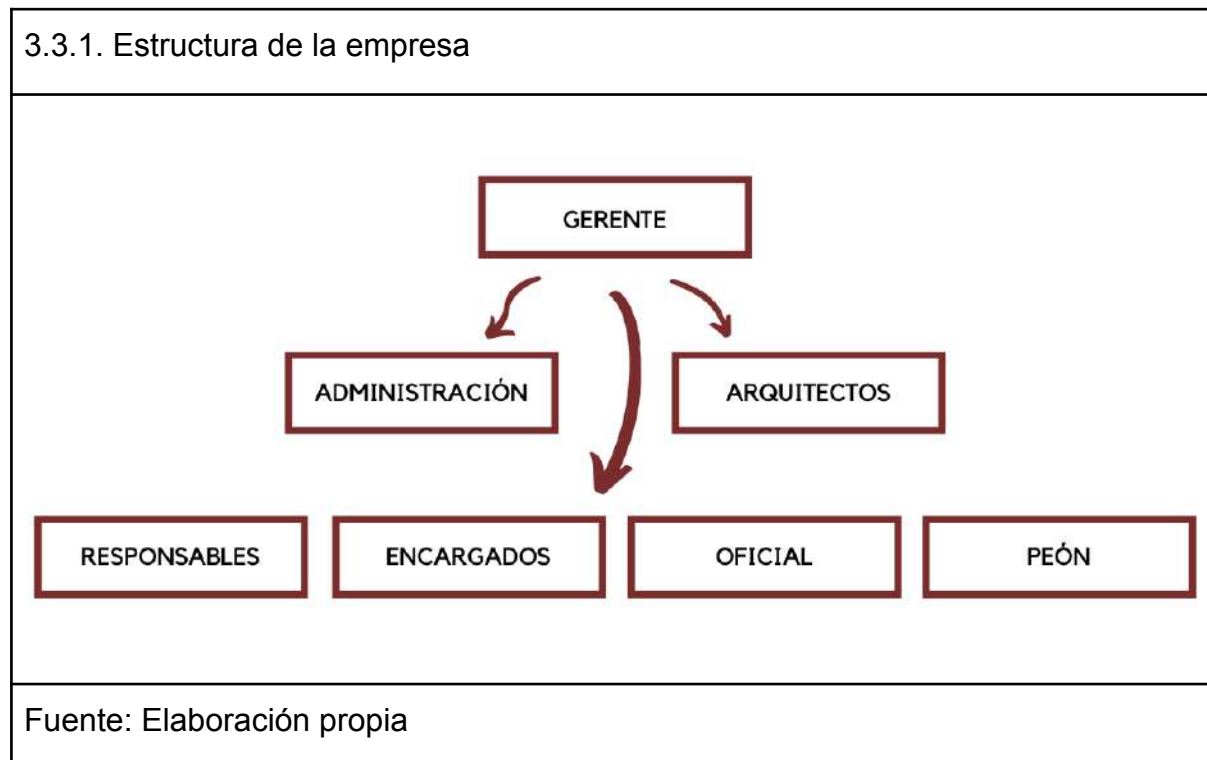 3.3.1. Estructura de la empresa
GERENTE
ADMINISTRACIÓN
ARQUITECTOS
RESPONSABLES
ENCARGADOS
OFICIAL
PEÓN
Fuente: Elaboración propia